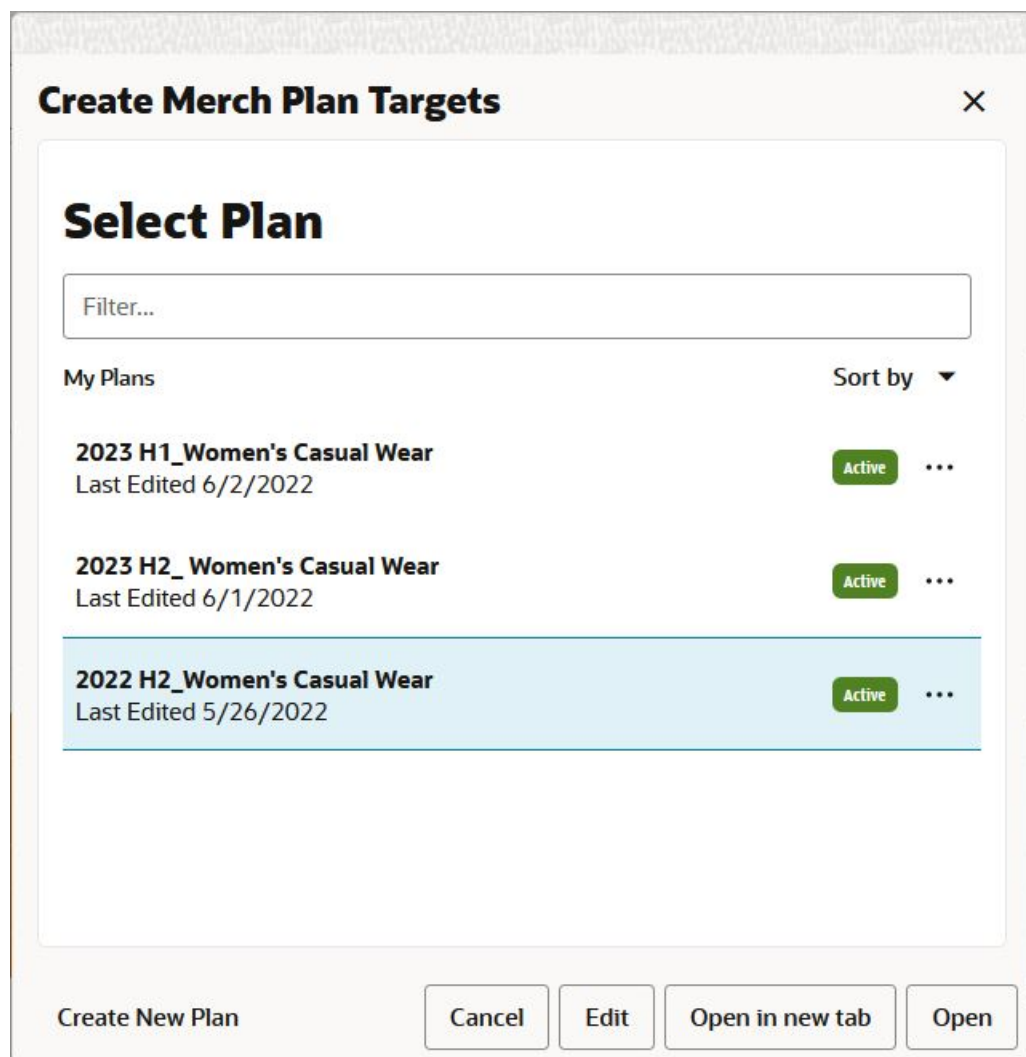 Create Merch Plan Targets
Select Plan
Filter...
My Plans Sort by
2023 H1_Women's Casual Wear
Last Edited 6/2/2022
Active
2023 H2_ Women's Casual Wear
Last Edited 6/1/2022
Active
2022 H2_Women's Casual Wear
Last Edited 5/26/2022
Active
Create New Plan Cancel Edit Open in new tab Open